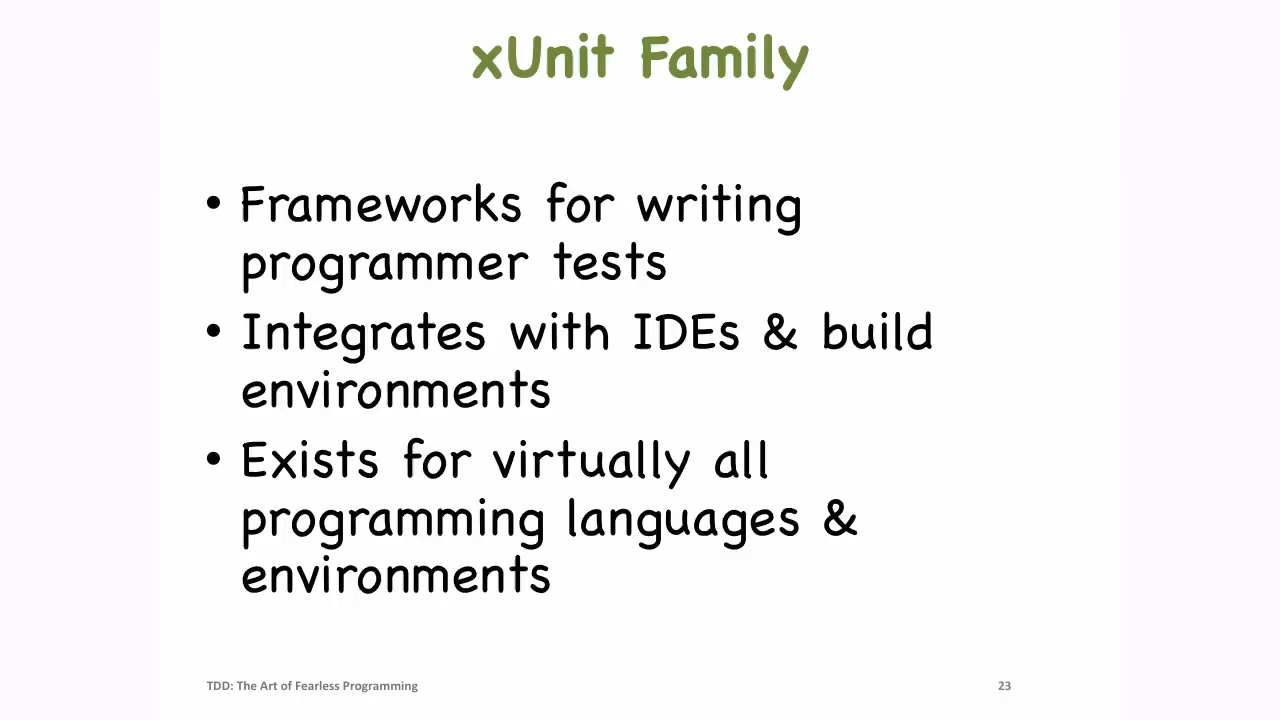 xUnit Family
• Frameworks for writing
programmer tests
• Integrates with IDEs & build
environments
• Exists for virtually all
programming languages &
environments
TDD: The Art of Fearless Programming
23